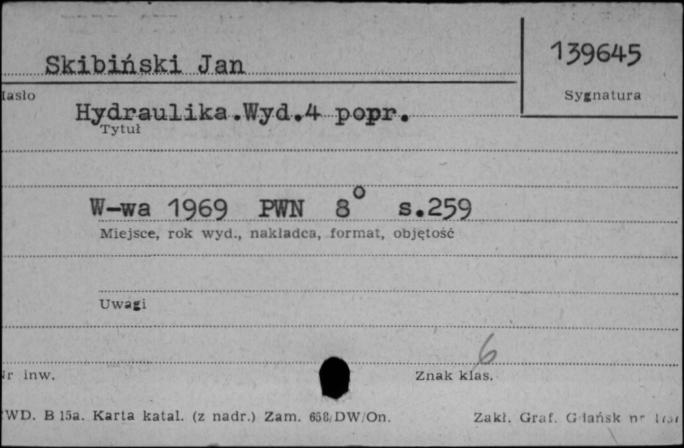 Skibiński Jan
139645
Hasło
Sygnatura
Hydraulika.Wyd.4 popr.
Tytuł
W-wa 1969 PWN 8° s.259
Miejsce, rok wyd., nakładca, format, objętość
Uwagi
6
Nr inw.
Znak klas.
WD. B 15a. Karta katal. (z nadr.) Zam. 658/DW/On.
Zakł. Graf. Gdańsk nr